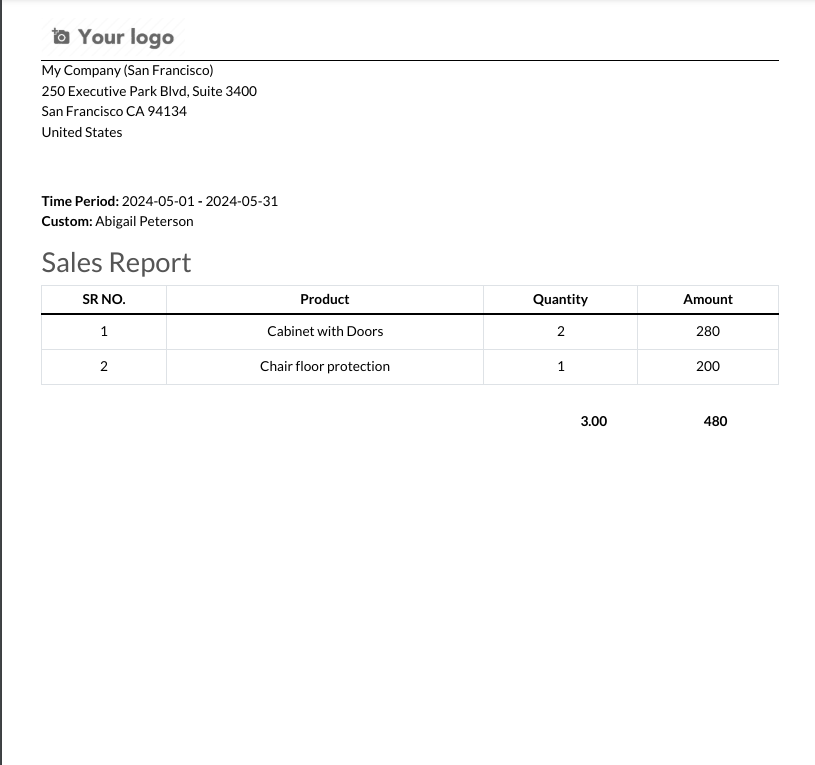 Your logo
My Company (San Francisco)
250 Executive Park Blvd, Suite 3400
San Francisco CA 94134
United States
Time Period: 2024-05-01 - 2024-05-31
Custom: Abigail Peterson
Sales Report
SR NO. Product Quantity Amount
1 Cabinet with Doors 2 280
2 Chair floor protection 1 200
3.00 480